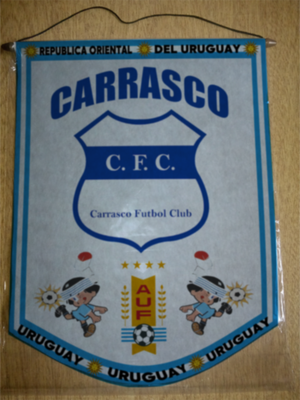 REPUBLICA ORIENTAL DEL URUGUAY
CARRASCO
C. F. C.
Carrasco Futbol Club
AUF
URUGUAY URUGUAY URUGUAY